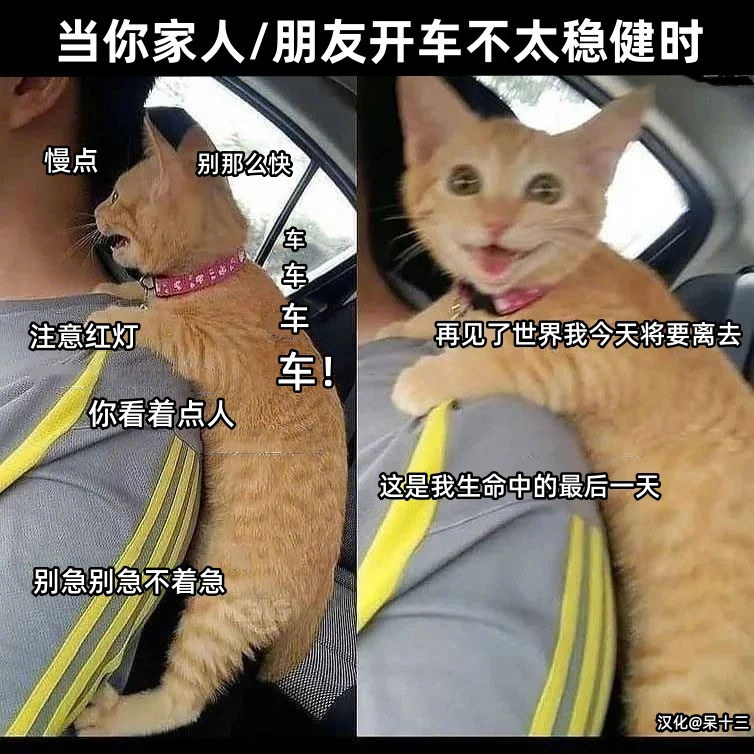 当你家人/朋友开车不太稳健时
慢点
别那么快
车
车
车
车！
注意红灯
你看着点人
别急别急不着急
再见了世界我今天将要离去
这是我生命中的最后一天
汉化@呆十三